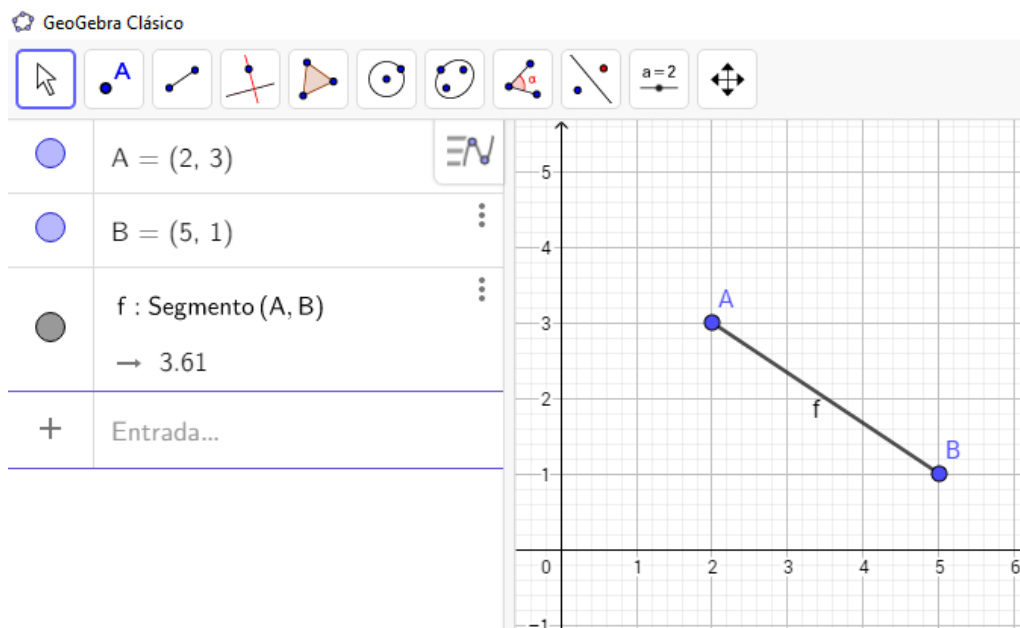 GeoGebra Clásico
A
α
a=2
A = (2, 3)
B = (5, 1)
f : Segmento (A, B)
→ 3.61
+ Entrada...
5
4
A
3
2
f
B
1
0 1 2 3 4 5 6
−1